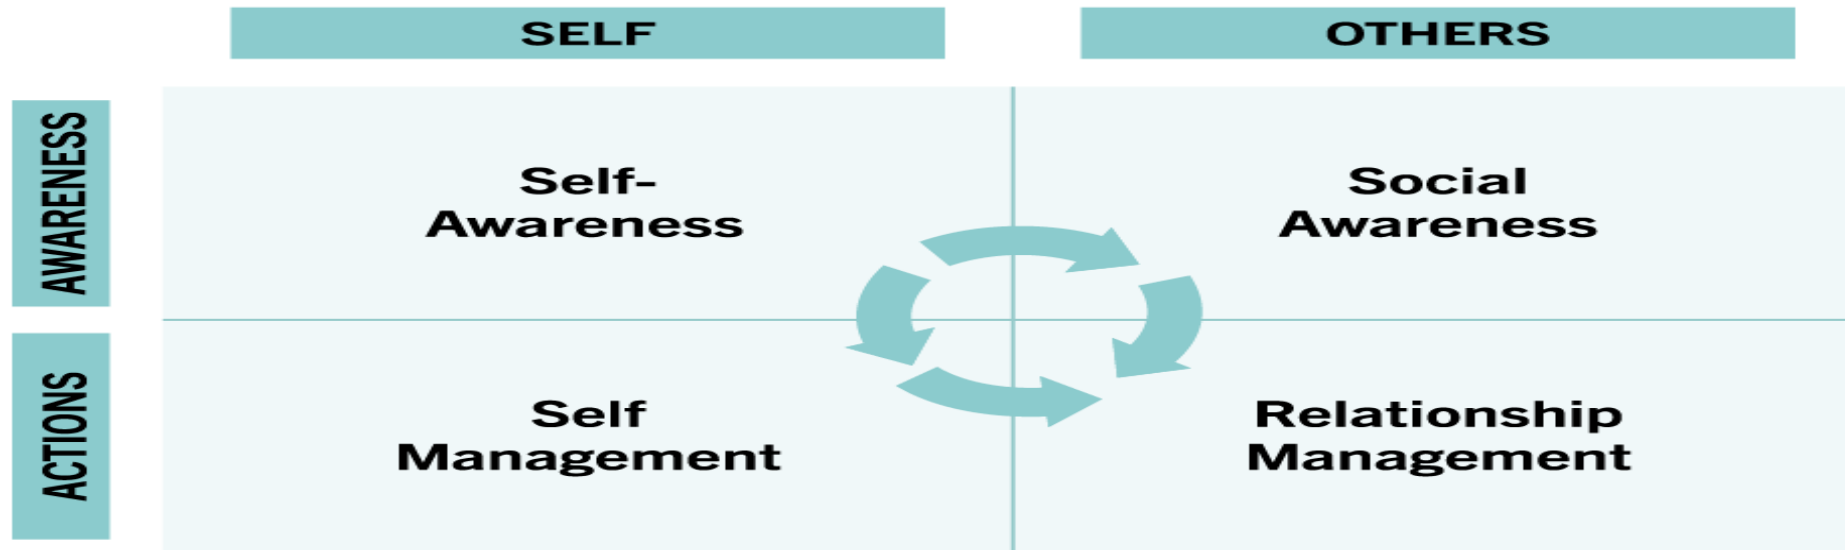 SELF
OTHERS
AWARENESS
Self-
Awareness
Social
Awareness
ACTIONS
Self
Management
Relationship
Management